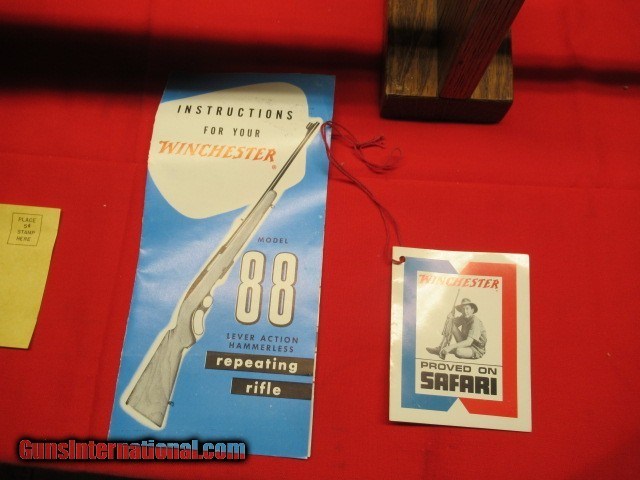 INSTRUCTIONS
FOR YOUR
WINCHESTER®
MODEL
88
LEVER ACTION
HAMMERLESS
repeating
rifle
PLACE
5¢
STAMP
HERE
WINCHESTER®
PROVED ON
SAFARI
GunsInternational.com